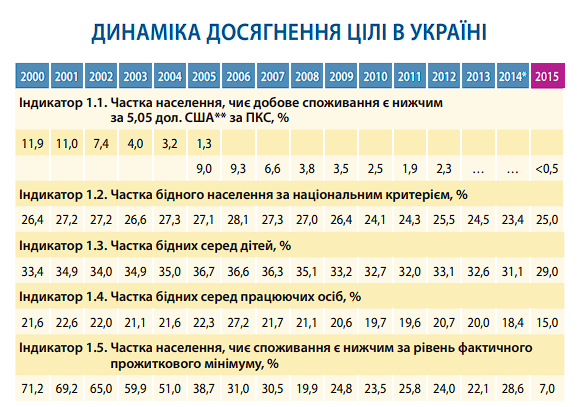 ДИНАМІКА ДОСЯГНЕННЯ ЦІЛІ В УКРАЇНІ
2000 2001 2002 2003 2004 2005 2006 2007 2008 2009 2010 2011 2012 2013 2014* 2015
Індикатор 1.1. Частка населення, чиє добове споживання є нижчим
за 5,05 дол. США** за ПКС, %
11,9 11,0 7,4 4,0 3,2 1,3
9,0 9,3 6,6 3,8 3,5 2,5 1,9 2,3 … … <0,5
Індикатор 1.2. Частка бідного населення за національним критерієм, %
26,4 27,2 27,2 26,6 27,3 27,1 28,1 27,3 27,0 26,4 24,1 24,3 25,5 24,5 23,4 25,0
Індикатор 1.3. Частка бідних серед дітей, %
33,4 34,9 34,0 34,9 35,0 36,7 36,6 36,3 35,1 33,2 32,7 32,0 33,1 32,6 31,1 29,0
Індикатор 1.4. Частка бідних серед працюючих осіб, %
21,6 22,6 22,0 21,1 21,6 22,3 27,2 21,7 21,1 20,6 19,7 19,6 20,7 20,0 18,4 15,0
Індикатор 1.5. Частка населення, чиє споживання є нижчим за рівень фактичного
прожиткового мінімуму, %
71,2 69,2 65,0 59,9 51,0 38,7 31,0 30,5 19,9 24,8 23,5 25,8 24,0 22,1 28,6 7,0